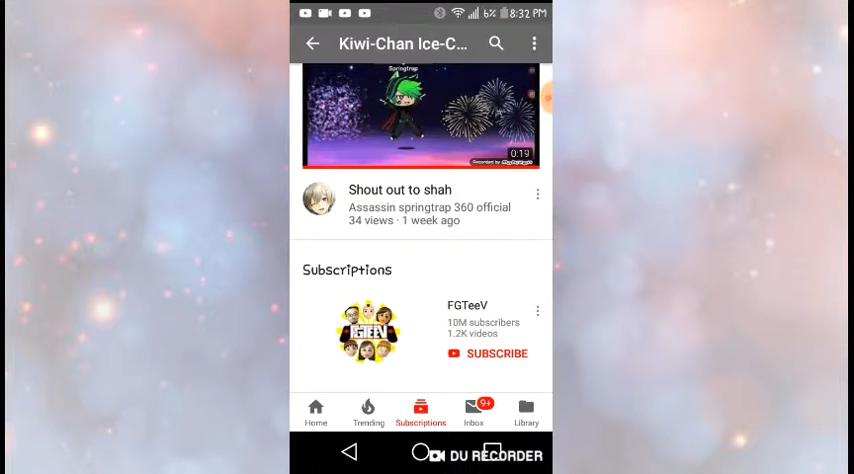 6% 8:32 PM
Kiwi-Chan Ice-C...
Springtrap
0:19
Shout out to shah
Assassin springtrap 360 official
34 views · 1 week ago
Subscriptions
FGTEEV
FGTeeV
10M subscribers
1.2K videos
SUBSCRIBE
9+
Home Trending Subscriptions Inbox Library
DU RECORDER